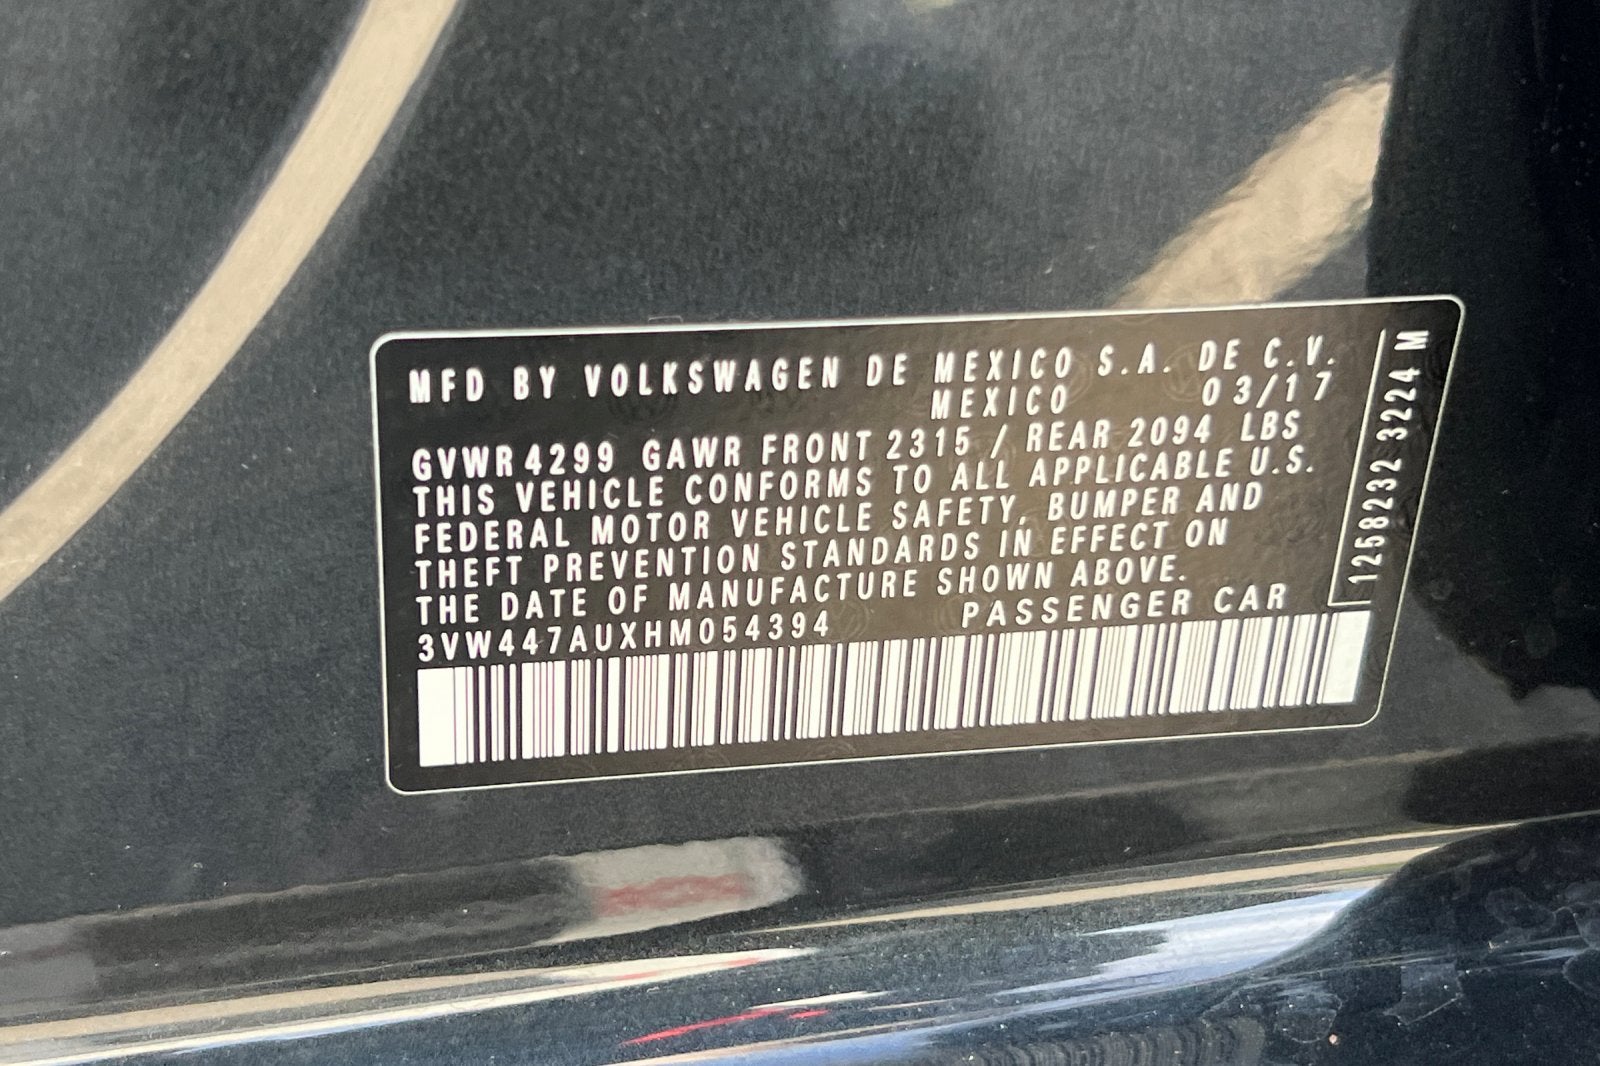 MFD BY VOLKSWAGEN DE MEXICO S.A. DE C.V.
MEXICO 03/17
GVWR 4299 GAWR FRONT 2315 / REAR 2094 LBS
THIS VEHICLE CONFORMS TO ALL APPLICABLE U.S.
FEDERAL MOTOR VEHICLE SAFETY, BUMPER AND
THEFT PREVENTION STANDARDS IN EFFECT ON
THE DATE OF MANUFACTURE SHOWN ABOVE.
3VW447AUXHM054394 PASSENGER CAR
1258232 3224 M